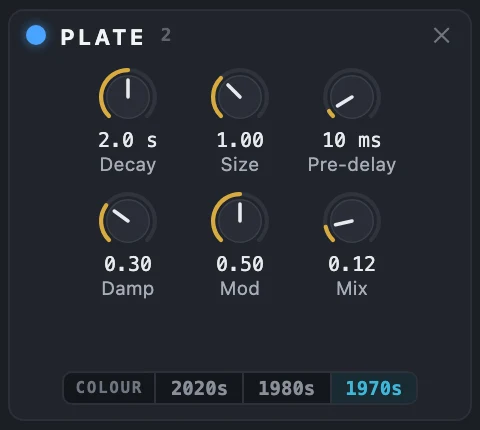 PLATE 2
2.0 s 1.00 10 ms
Decay Size Pre-delay
0.30 0.50 0.12
Damp Mod Mix
COLOUR 2020s 1980s 1970s